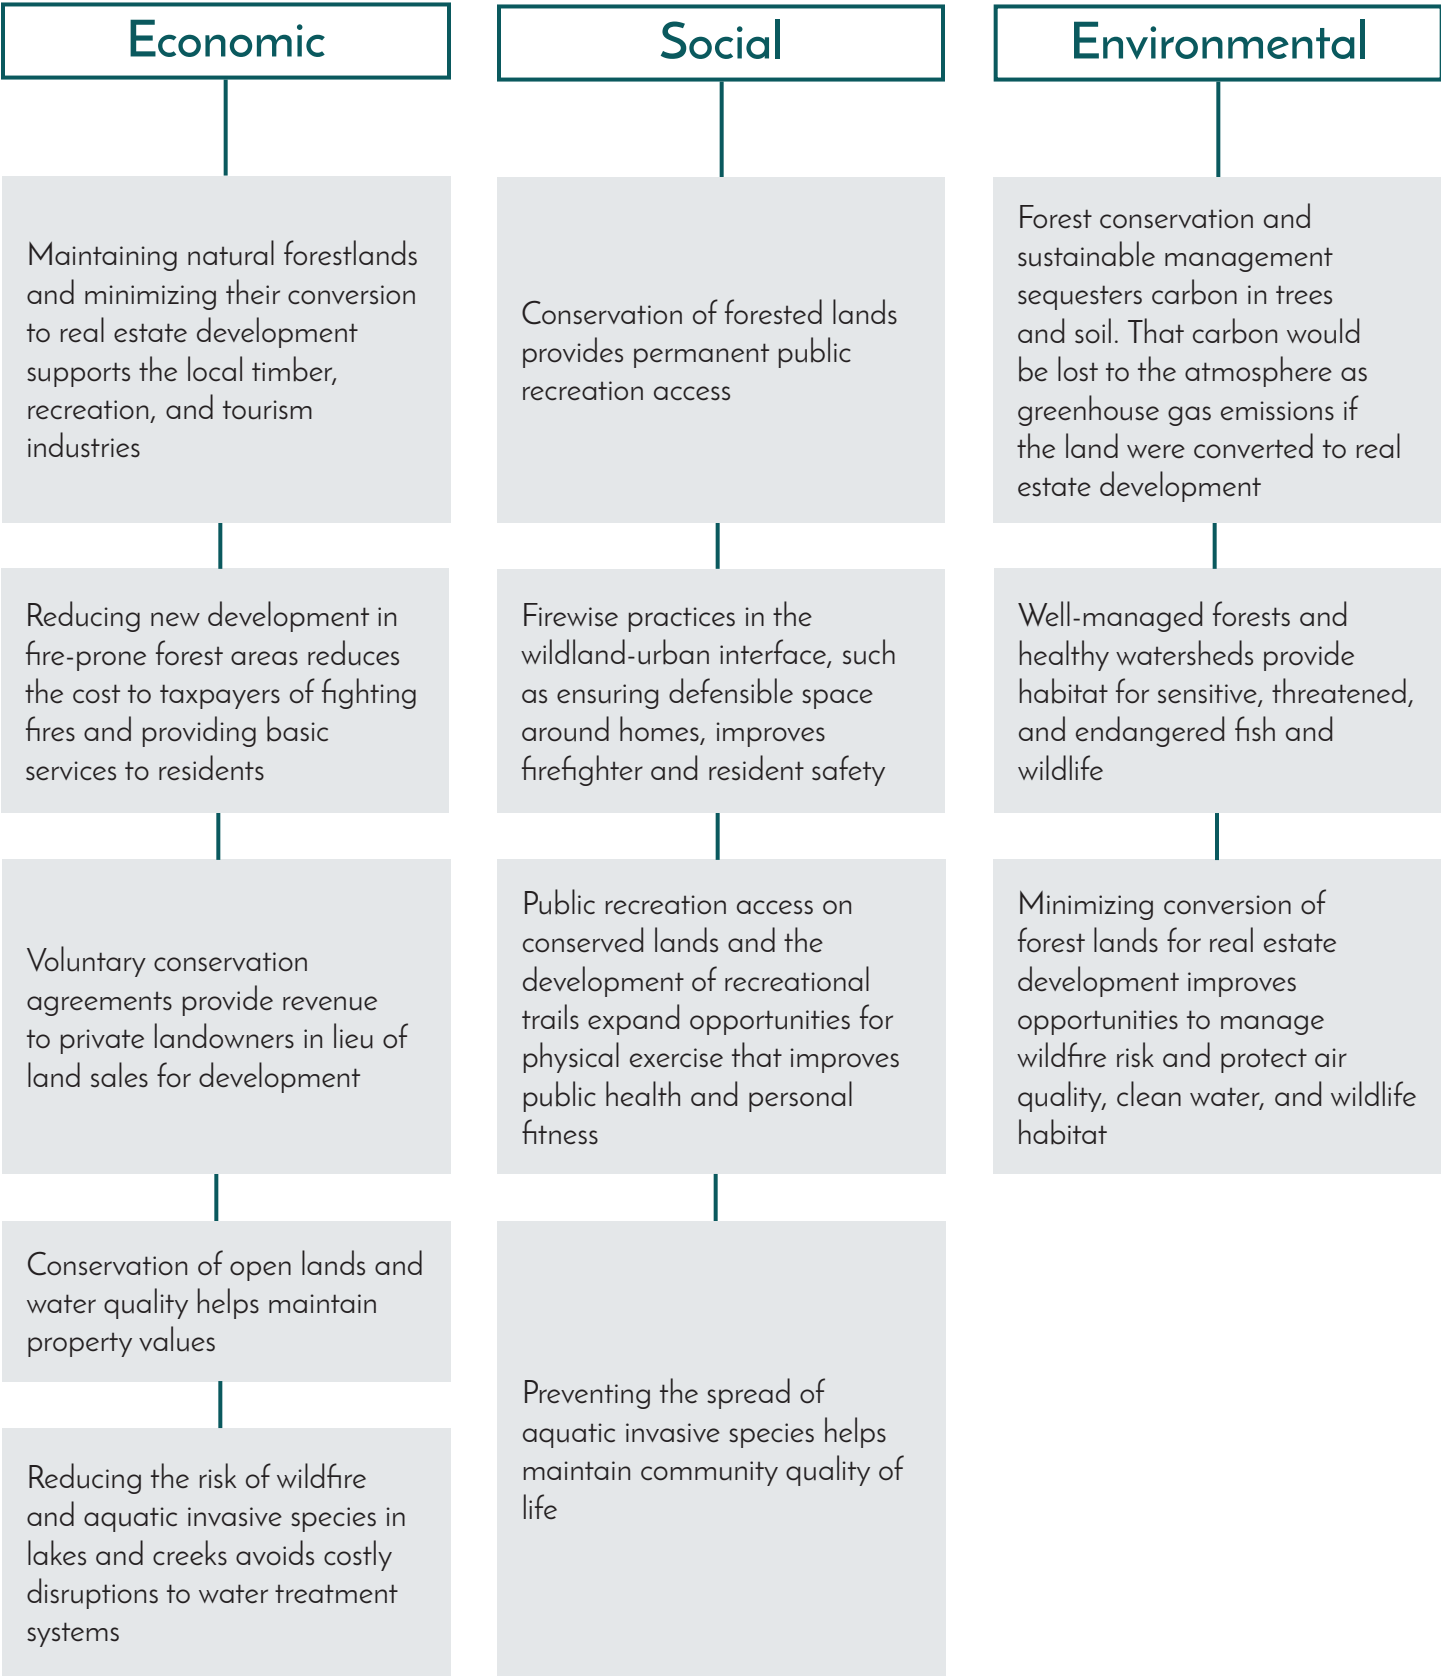 Economic
Maintaining natural forestlands
and minimizing their conversion
to real estate development
supports the local timber,
recreation, and tourism
industries
Reducing new development in
fire-prone forest areas reduces
the cost to taxpayers of fighting
fires and providing basic
services to residents
Voluntary conservation
agreements provide revenue
to private landowners in lieu of
land sales for development
Conservation of open lands and
water quality helps maintain
property values
Reducing the risk of wildfire
and aquatic invasive species in
lakes and creeks avoids costly
disruptions to water treatment
systems
Social
Conservation of forested lands
provides permanent public
recreation access
Firewise practices in the
wildland-urban interface, such
as ensuring defensible space
around homes, improves
firefighter and resident safety
Public recreation access on
conserved lands and the
development of recreational
trails expand opportunities for
physical exercise that improves
public health and personal
fitness
Preventing the spread of
aquatic invasive species helps
maintain community quality of
life
Environmental
Forest conservation and
sustainable management
sequesters carbon in trees
and soil. That carbon would
be lost to the atmosphere as
greenhouse gas emissions if
the land were converted to real
estate development
Well-managed forests and
healthy watersheds provide
habitat for sensitive, threatened,
and endangered fish and
wildlife
Minimizing conversion of
forest lands for real estate
development improves
opportunities to manage
wildfire risk and protect air
quality, clean water, and wildlife
habitat